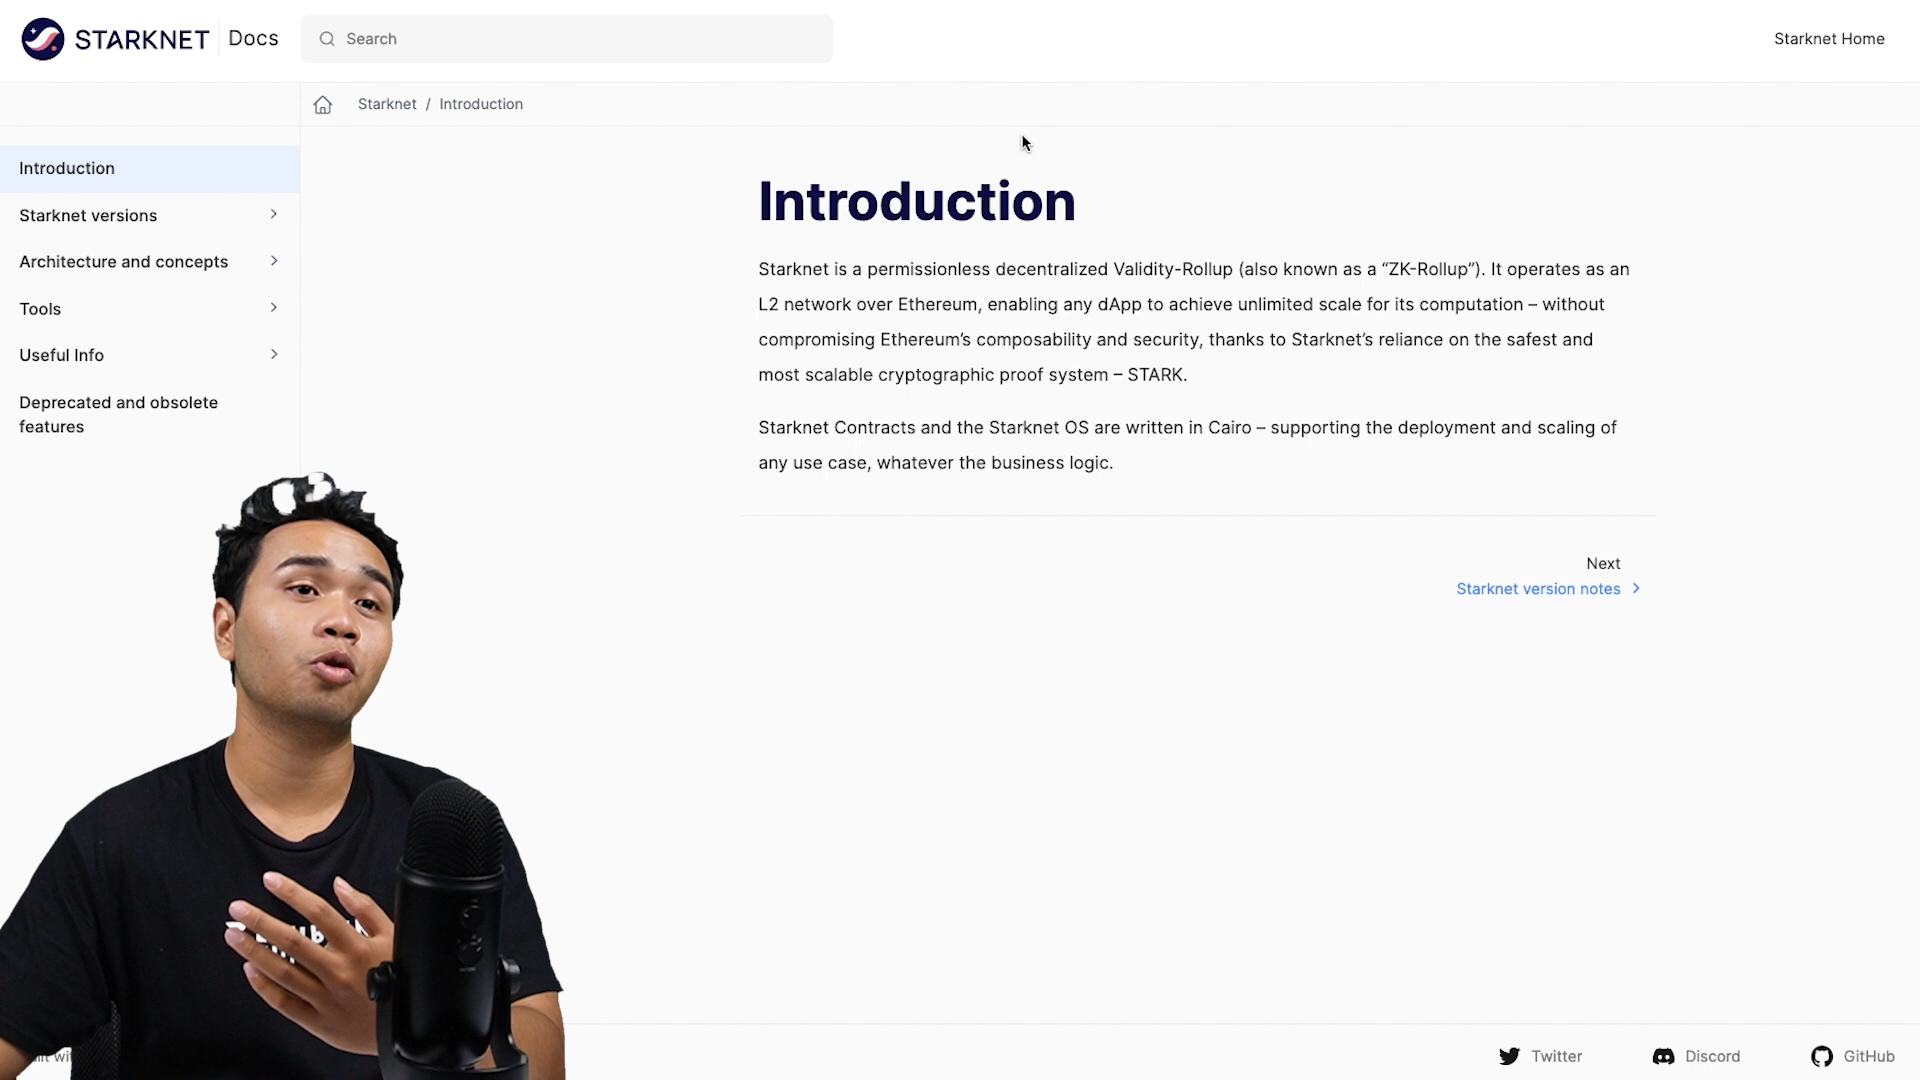 STARKNET Docs
Search
Starknet Home
Starknet / Introduction
Introduction
Starknet versions
Architecture and concepts
Tools
Useful Info
Deprecated and obsolete
features
Introduction
Starknet is a permissionless decentralized Validity-Rollup (also known as a “ZK-Rollup”). It operates as an
L2 network over Ethereum, enabling any dApp to achieve unlimited scale for its computation – without
compromising Ethereum’s composability and security, thanks to Starknet’s reliance on the safest and
most scalable cryptographic proof system – STARK.
Starknet Contracts and the Starknet OS are written in Cairo – supporting the deployment and scaling of
any use case, whatever the business logic.
Next
Starknet version notes
Twitter
Discord
GitHub